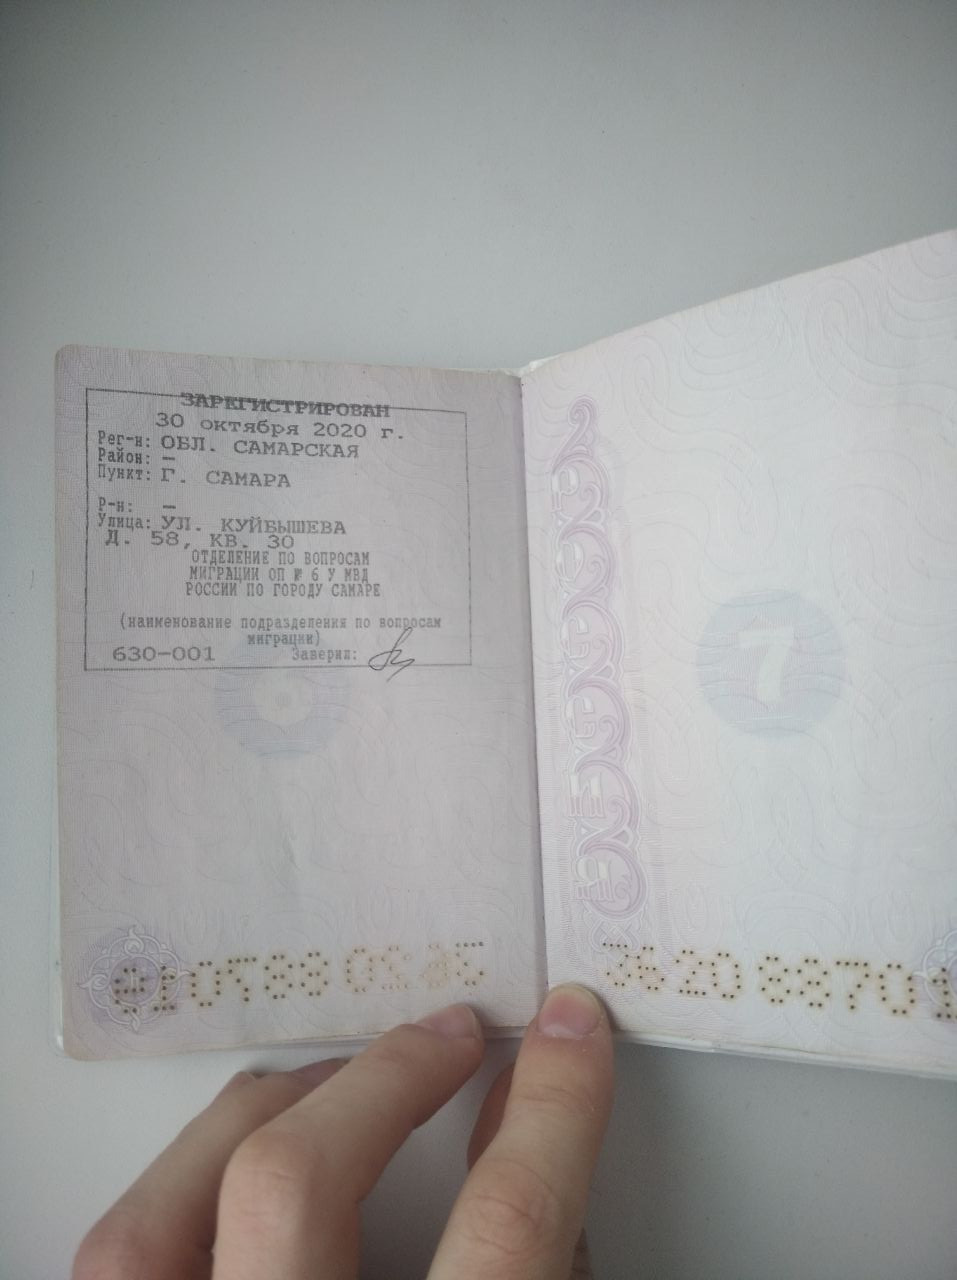 ЗАРЕГИСТРИРОВАН
30 октября 2020 г.
Рег-н: ОБЛ. САМАРСКАЯ
Район: –
Пункт: Г. САМАРА
Р-н: –
Улица: УЛ. КУЙБЫШЕВА
Д. 58, КВ. 30
ОТДЕЛЕНИЕ ПО ВОПРОСАМ
МИГРАЦИИ ОП № 6 У МВД
РОССИИ ПО ГОРОДУ САМАРЕ
(наименование подразделения по вопросам
миграции)
630-001 Заверил:
7